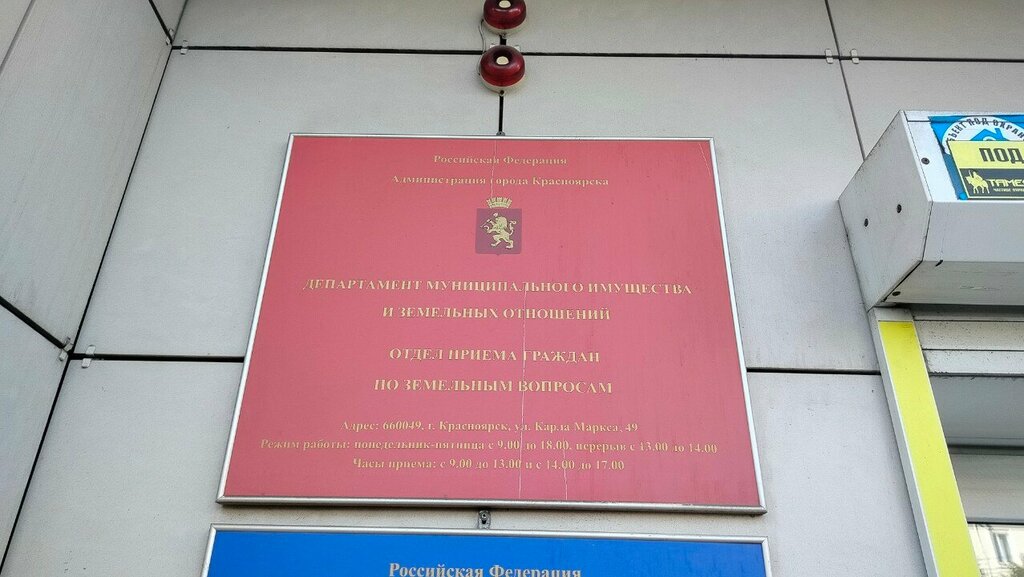 Российская Федерация
Администрация города Красноярска
ДЕПАРТАМЕНТ МУНИЦИПАЛЬНОГО ИМУЩЕСТВА
И ЗЕМЕЛЬНЫХ ОТНОШЕНИЙ
ОТДЕЛ ПРИЕМА ГРАЖДАН
ПО ЗЕМЕЛЬНЫМ ВОПРОСАМ
Адрес: 660049, г. Красноярск, ул. Карла Маркса, 49
Режим работы: понедельник-пятница с 9.00 до 18.00, перерыв с 13.00 до 14.00
Часы приема: с 9.00 до 13.00 и с 14.00 до 17.00
Российская Федерация
ПОД